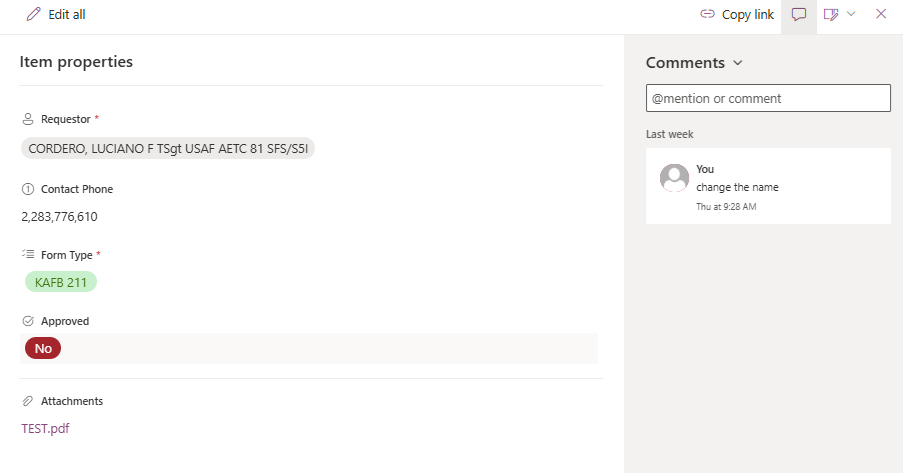 Edit all
Copy link
Item properties
Requestor *
CORDERO, LUCIANO F TSgt USAF AETC 81 SFS/S5I
Contact Phone
2,283,776,610
Form Type *
KAFB 211
Approved
No
Attachments
TEST.pdf
Comments
@mention or comment
Last week
You
change the name
Thu at 9:28 AM